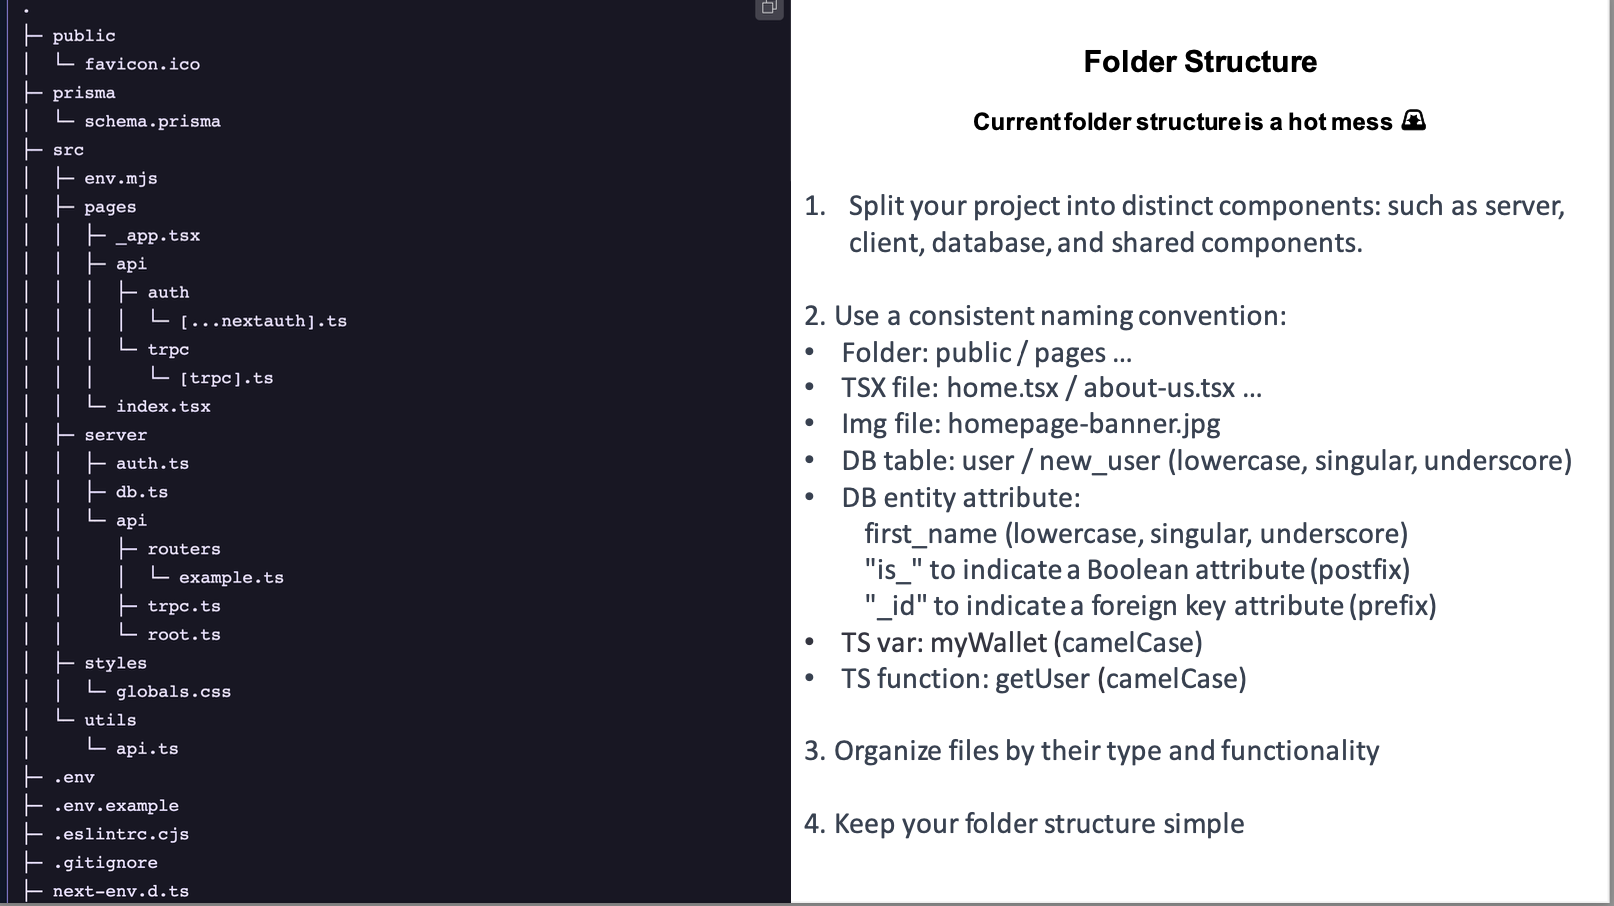 .
├─ public
│  └─ favicon.ico
├─ prisma
│  └─ schema.prisma
├─ src
│  ├─ env.mjs
│  ├─ pages
│  │  ├─ _app.tsx
│  │  ├─ api
│  │  │  ├─ auth
│  │  │  │  └─ [...nextauth].ts
│  │  │  └─ trpc
│  │  │     └─ [trpc].ts
│  │  └─ index.tsx
│  ├─ server
│  │  ├─ auth.ts
│  │  ├─ db.ts
│  │  └─ api
│  │     ├─ routers
│  │     │  └─ example.ts
│  │     ├─ trpc.ts
│  │     └─ root.ts
│  ├─ styles
│  │  └─ globals.css
│  └─ utils
│     └─ api.ts
├─ .env
├─ .env.example
├─ .eslintrc.cjs
├─ .gitignore
├─ next-env.d.ts
Folder Structure
Current folder structure is a hot mess
1. Split your project into distinct components: such as server,
client, database, and shared components.
2. Use a consistent naming convention:
• Folder: public / pages ...
• TSX file: home.tsx / about-us.tsx ...
• Img file: homepage-banner.jpg
• DB table: user / new_user (lowercase, singular, underscore)
• DB entity attribute:
first_name (lowercase, singular, underscore)
"is_" to indicate a Boolean attribute (postfix)
"_id" to indicate a foreign key attribute (prefix)
• TS var: myWallet (camelCase)
• TS function: getUser (camelCase)
3. Organize files by their type and functionality
4. Keep your folder structure simple